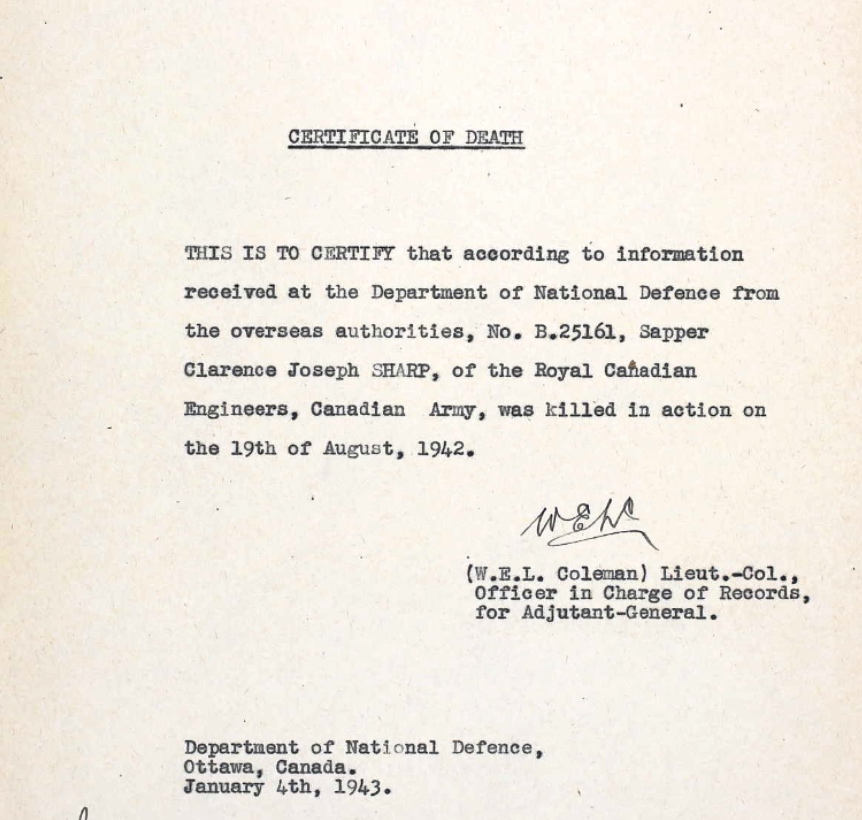 CERTIFICATE OF DEATH
THIS IS TO CERTIFY that according to information
received at the Department of National Defence from
the overseas authorities, No. B.25161, Sapper
Clarence Joseph SHARP, of the Royal Canadian
Engineers, Canadian Army, was killed in action on
the 19th of August, 1942.
WELC
(W.E.L. Coleman) Lieut.-Col.,
Officer in Charge of Records,
for Adjutant-General.
Department of National Defence,
Ottawa, Canada.
January 4th, 1943.